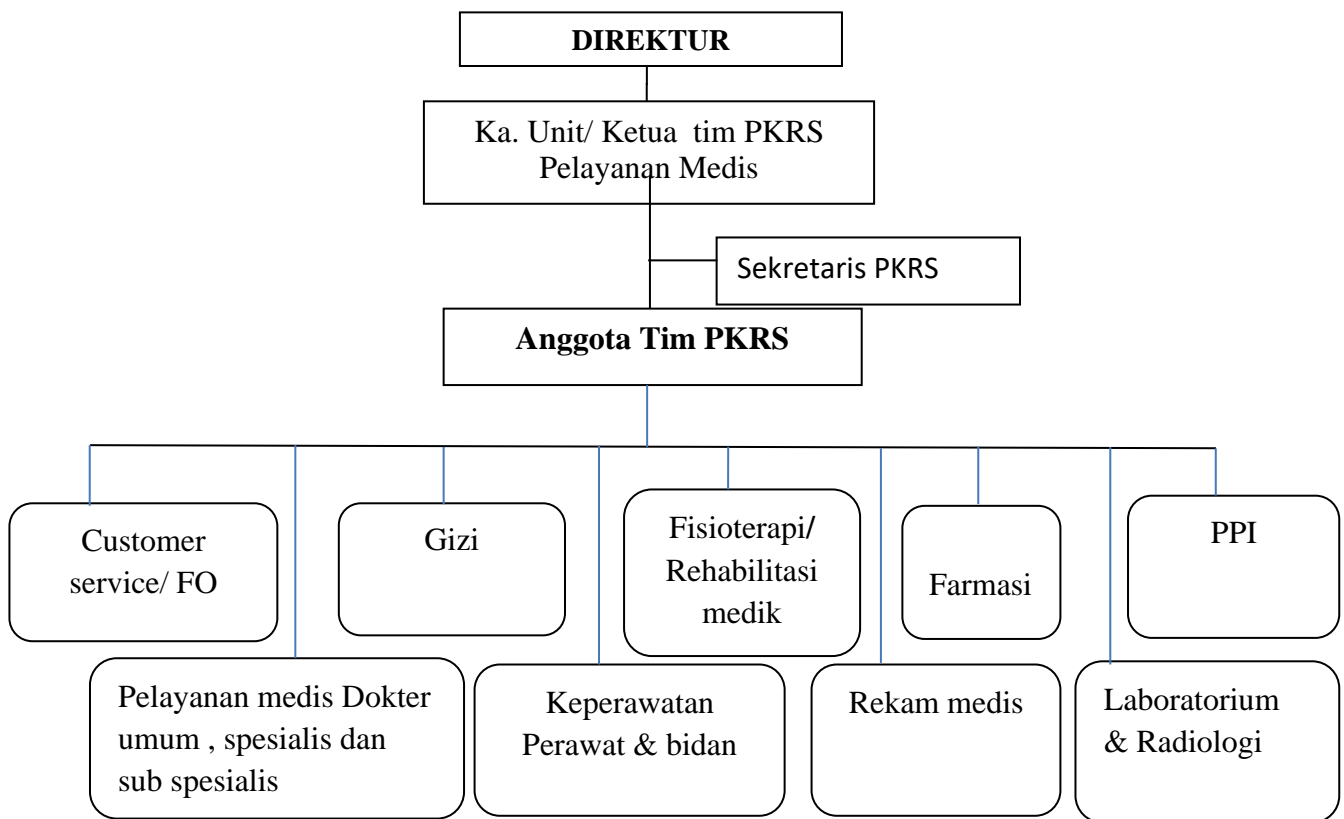 DIREKTUR
Ka. Unit/ Ketua tim PKRS
Pelayanan Medis
Sekretaris PKRS
Anggota Tim PKRS
Customer
service/ FO
Gizi
Fisioterapi/
Rehabilitasi
medik
Farmasi
PPI
Pelayanan medis Dokter
umum , spesialis dan
sub spesialis
Keperawatan
Perawat & bidan
Rekam medis
Laboratorium
& Radiologi